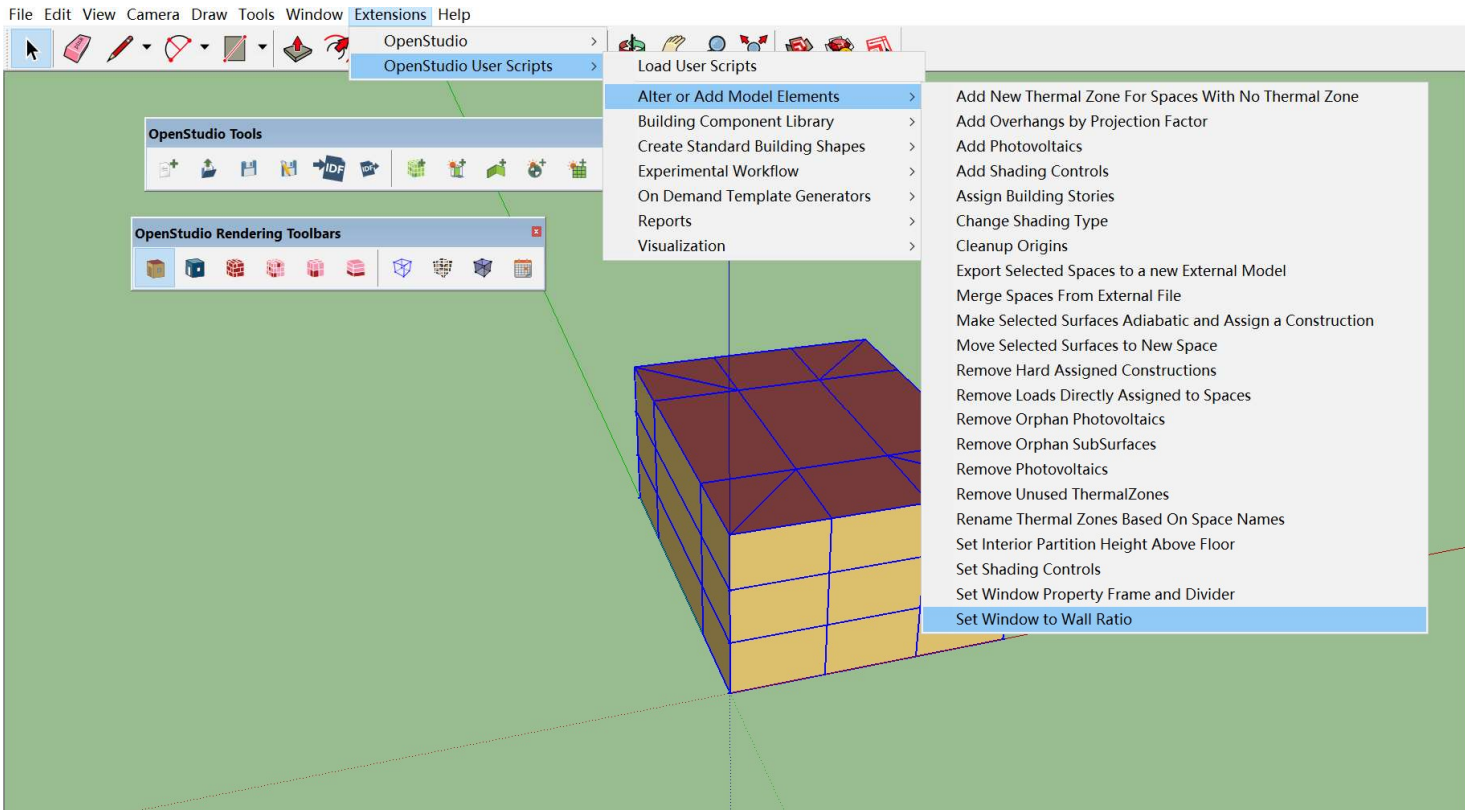 File Edit View Camera Draw Tools Window Extensions Help
OpenStudio
OpenStudio User Scripts
Load User Scripts
Alter or Add Model Elements
Building Component Library
Create Standard Building Shapes
Experimental Workflow
On Demand Template Generators
Reports
Visualization
Add New Thermal Zone For Spaces With No Thermal Zone
Add Overhangs by Projection Factor
Add Photovoltaics
Add Shading Controls
Assign Building Stories
Change Shading Type
Cleanup Origins
Export Selected Spaces to a new External Model
Merge Spaces From External File
Make Selected Surfaces Adiabatic and Assign a Construction
Move Selected Surfaces to New Space
Remove Hard Assigned Constructions
Remove Loads Directly Assigned to Spaces
Remove Orphan Photovoltaics
Remove Orphan SubSurfaces
Remove Photovoltaics
Remove Unused ThermalZones
Rename Thermal Zones Based On Space Names
Set Interior Partition Height Above Floor
Set Shading Controls
Set Window Property Frame and Divider
Set Window to Wall Ratio
OpenStudio Tools
IDF
IDF
OpenStudio Rendering Toolbars